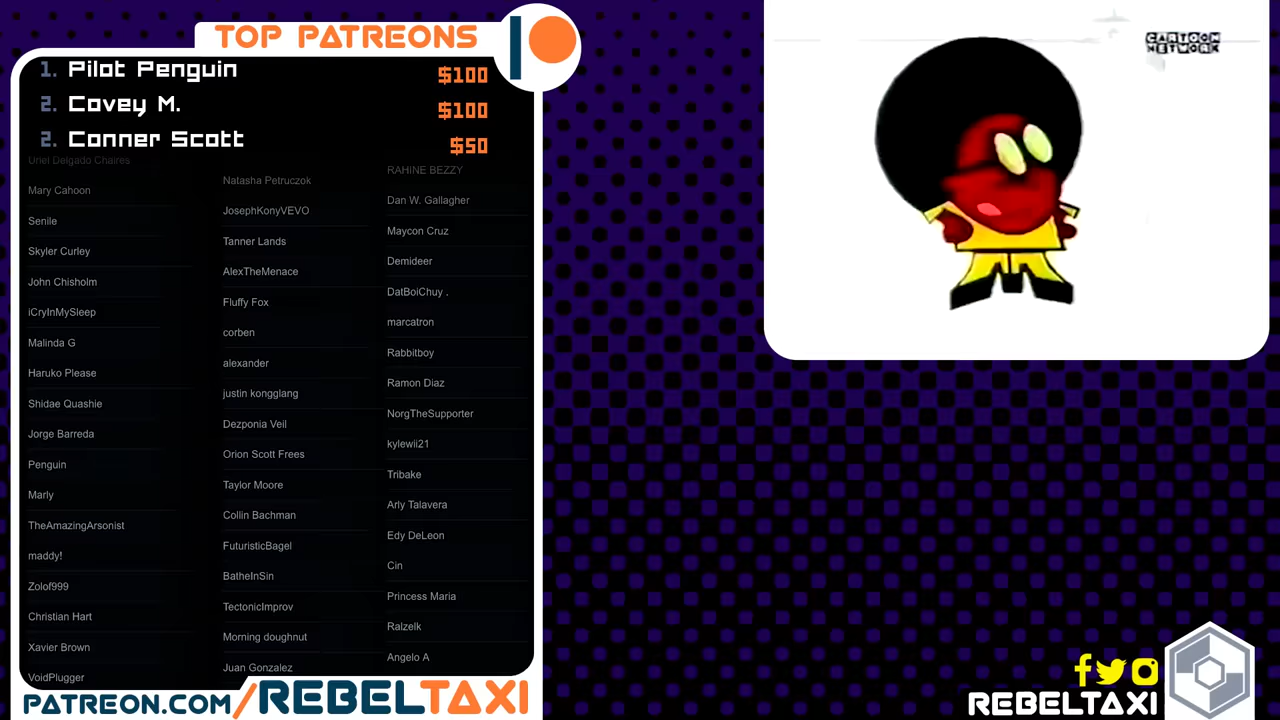 TOP PATREONS
1. Pilot Penguin $100
2. Covey M. $100
2. Conner Scott $50
Uriel Delgado Chaires
Mary Cahoon
Senile
Skyler Curley
John Chisholm
iCryInMySleep
Malinda G
Haruko Please
Shidae Quashie
Jorge Barreda
Penguin
Marly
TheAmazingArsonist
maddy!
Zolof999
Christian Hart
Xavier Brown
VoidPlugger
Natasha Petruczok
JosephKonyVEVO
Tanner Lands
AlexTheMenace
Fluffy Fox
corben
alexander
justin kongglang
Dezponia Veil
Orion Scott Frees
Taylor Moore
Collin Bachman
FuturisticBagel
BatheInSin
TectonicImprov
Morning doughnut
Juan Gonzalez
RAHINE BEZZY
Dan W. Gallagher
Maycon Cruz
Demideer
DatBoiChuy .
marcatron
Rabbitboy
Ramon Diaz
NorgTheSupporter
kylewii21
Tribake
Arly Talavera
Edy DeLeon
Cin
Princess Maria
Ralzelk
Angelo A
PATREON.COM/REBELTAXI
CARTOON
NETWORK
REBELTAXI